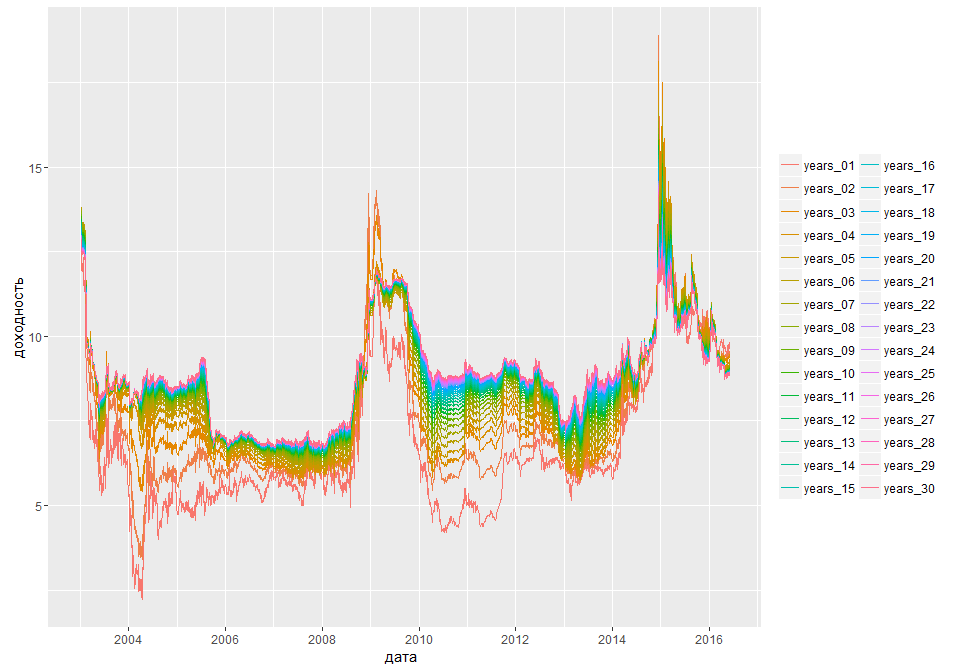 доходность
15
10
5
2004
2006
2008
2010
2012
2014
2016
дата
years_01
years_02
years_03
years_04
years_05
years_06
years_07
years_08
years_09
years_10
years_11
years_12
years_13
years_14
years_15
years_16
years_17
years_18
years_19
years_20
years_21
years_22
years_23
years_24
years_25
years_26
years_27
years_28
years_29
years_30